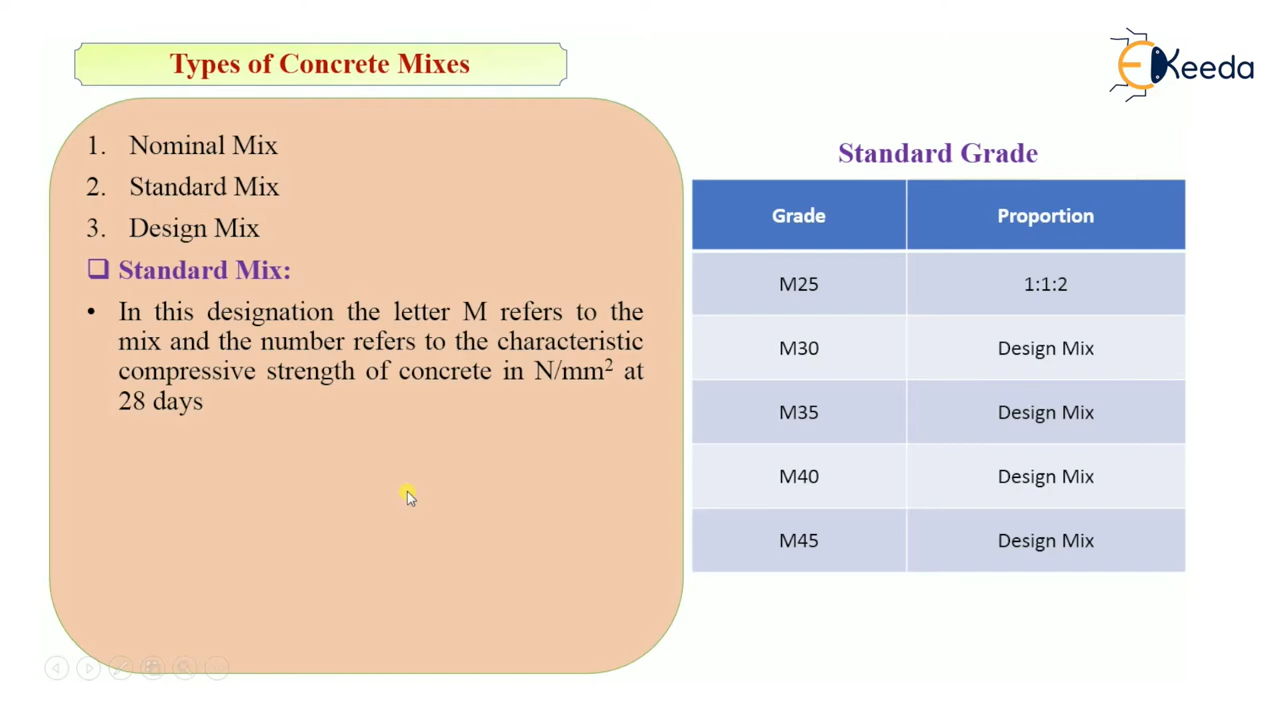 Types of Concrete Mixes
EKeeda
1. Nominal Mix
2. Standard Mix
3. Design Mix
❑ Standard Mix:
• In this designation the letter M refers to the
mix and the number refers to the characteristic
compressive strength of concrete in N/mm² at
28 days
Standard Grade
Grade Proportion
M25 1:1:2
M30 Design Mix
M35 Design Mix
M40 Design Mix
M45 Design Mix